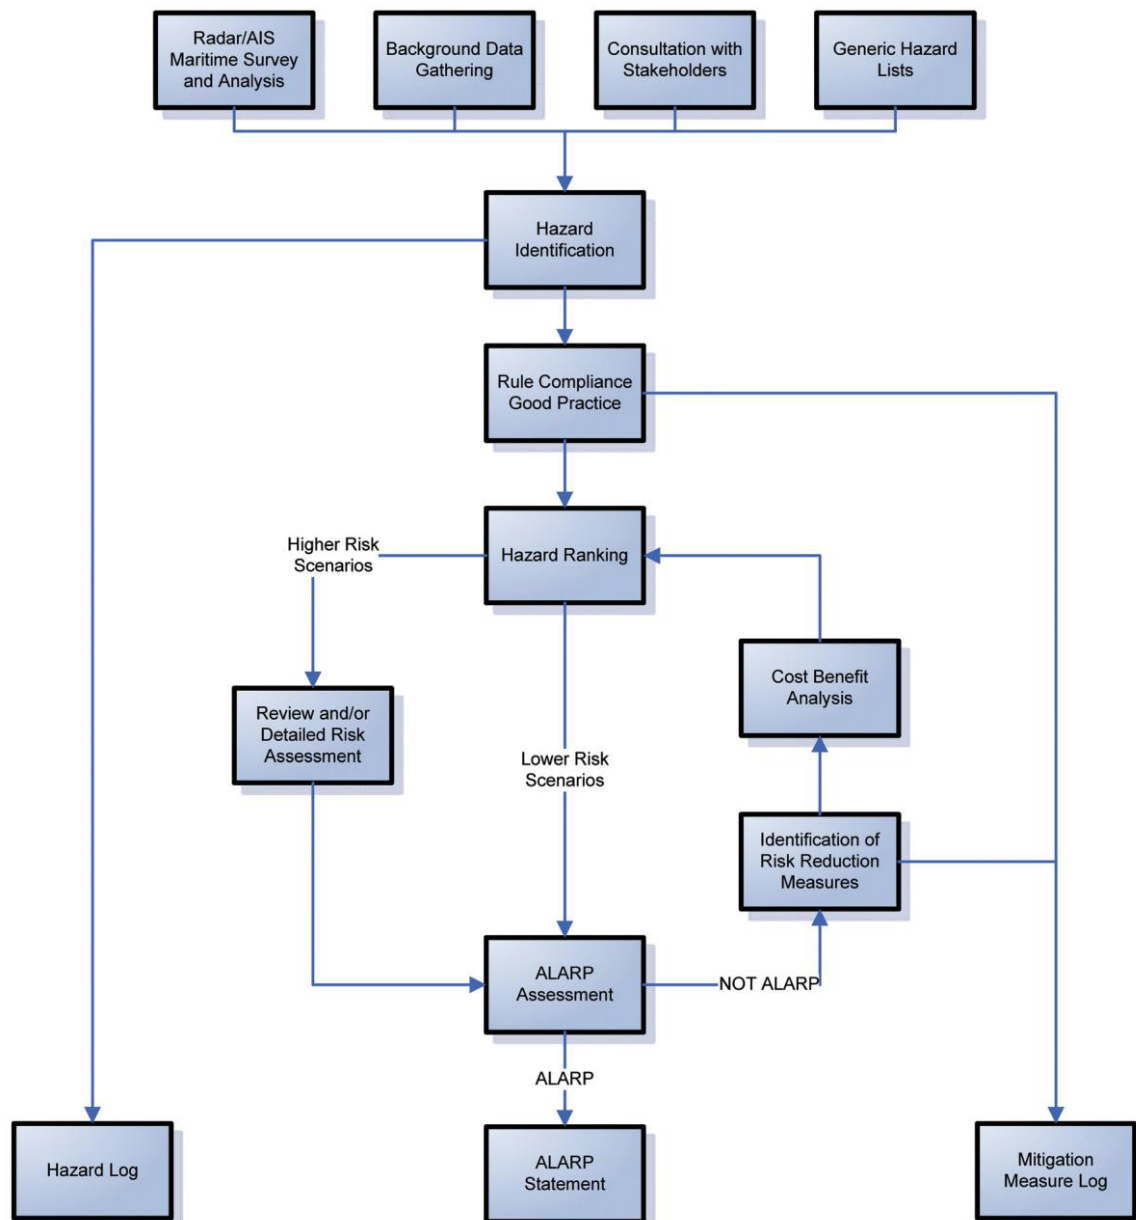 Radar/AIS
Maritime Survey
and Analysis
Background Data
Gathering
Consultation with
Stakeholders
Generic Hazard
Lists
Hazard
Identification
Rule Compliance
Good Practice
Hazard Ranking
Higher Risk
Scenarios
Cost Benefit
Analysis
Review and/or
Detailed Risk
Assessment
Lower Risk
Scenarios
Identification of
Risk Reduction
Measures
ALARP
Assessment
NOT ALARP
ALARP
Hazard Log
ALARP
Statement
Mitigation
Measure Log